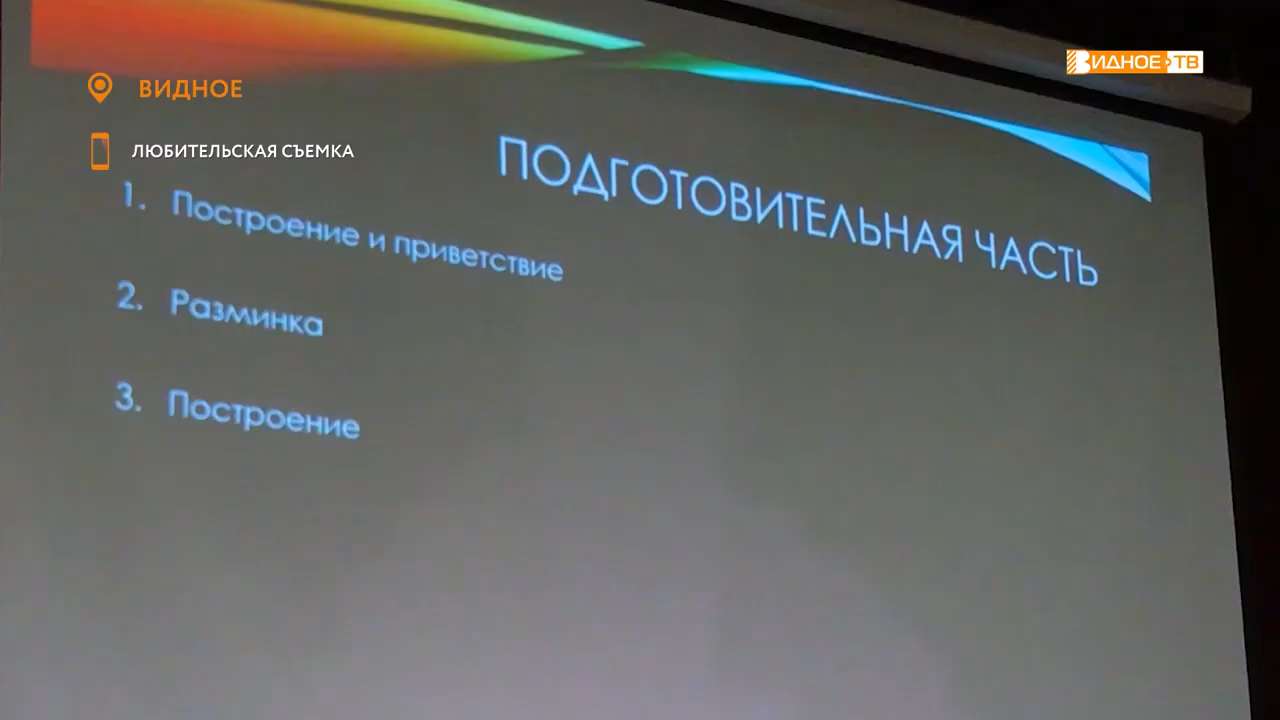 ВИДНОЕ ТВ
ВИДНОЕ
ЛЮБИТЕЛЬСКАЯ СЪЕМКА
ПОДГОТОВИТЕЛЬНАЯ ЧАСТЬ
1. Построение и приветствие
2. Разминка
3. Построение